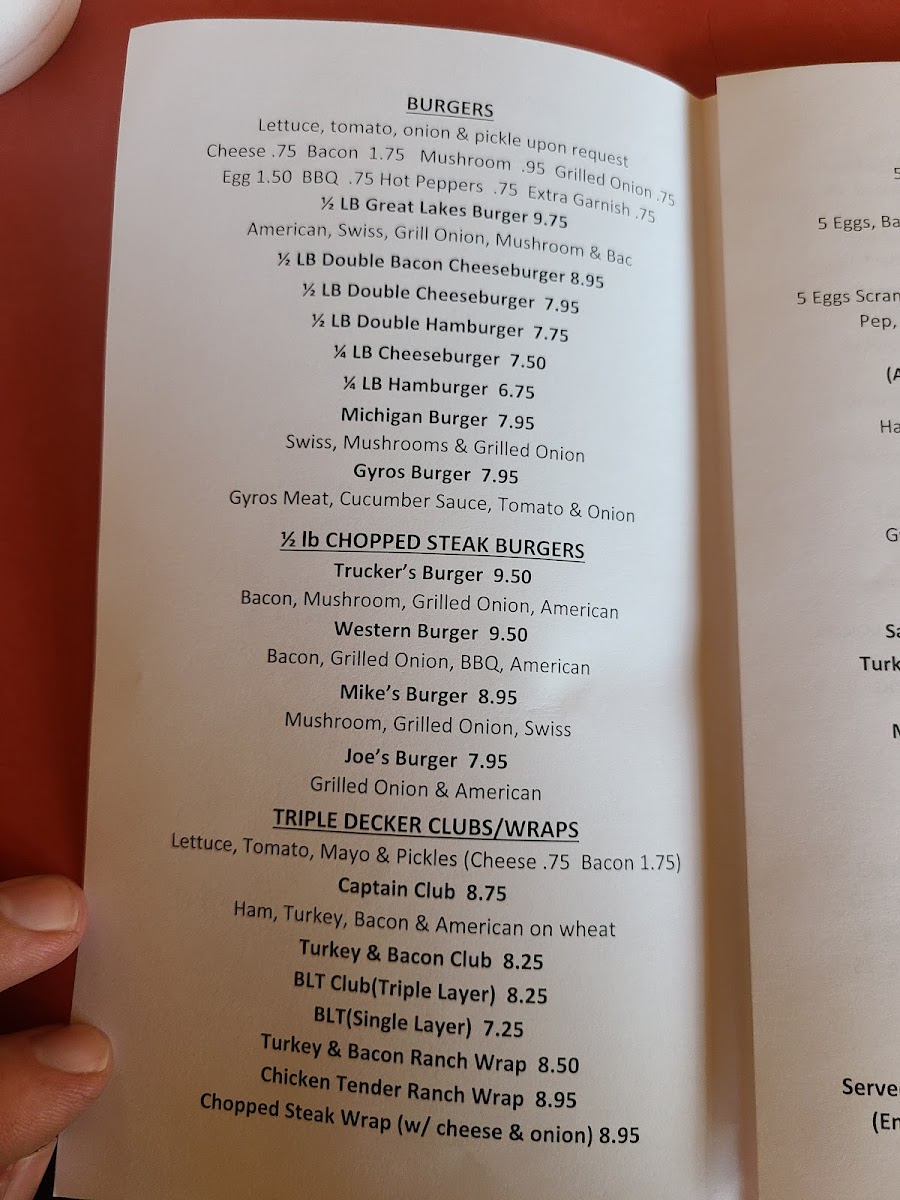 BURGERS
Lettuce, tomato, onion & pickle upon request
Cheese .75 Bacon 1.75 Mushroom .95 Grilled Onion .75
Egg 1.50 BBQ .75 Hot Peppers .75 Extra Garnish .75
½ LB Great Lakes Burger 9.75
American, Swiss, Grill Onion, Mushroom & Bac
½ LB Double Bacon Cheeseburger 8.95
½ LB Double Cheeseburger 7.95
½ LB Double Hamburger 7.75
¼ LB Cheeseburger 7.50
¼ LB Hamburger 6.75
Michigan Burger 7.95
Swiss, Mushrooms & Grilled Onion
Gyros Burger 7.95
Gyros Meat, Cucumber Sauce, Tomato & Onion
½ lb CHOPPED STEAK BURGERS
Trucker's Burger 9.50
Bacon, Mushroom, Grilled Onion, American
Western Burger 9.50
Bacon, Grilled Onion, BBQ, American
Mike's Burger 8.95
Mushroom, Grilled Onion, Swiss
Joe's Burger 7.95
Grilled Onion & American
TRIPLE DECKER CLUBS/WRAPS
Lettuce, Tomato, Mayo & Pickles (Cheese .75 Bacon 1.75)
Captain Club 8.75
Ham, Turkey, Bacon & American on wheat
Turkey & Bacon Club 8.25
BLT Club(Triple Layer) 8.25
BLT(Single Layer) 7.25
Turkey & Bacon Ranch Wrap 8.50
Chicken Tender Ranch Wrap 8.95
Chopped Steak Wrap (w/ cheese & onion) 8.95
5
5 Eggs, Ba
5 Eggs Scran
Pep,
(A
Ha
G
Sa
Turk
Serve
(En